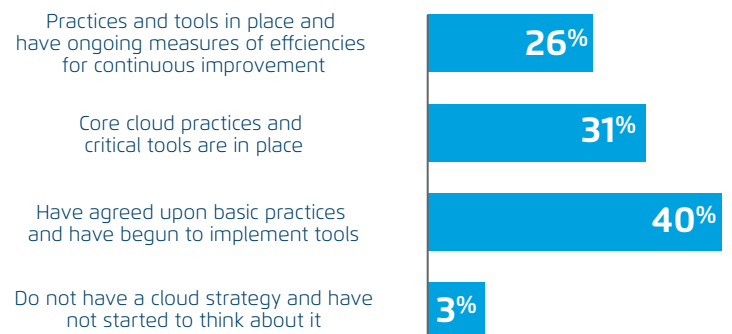 Practices and tools in place and
have ongoing measures of effciencies
for continuous improvement
26%
Core cloud practices and
critical tools are in place
31%
Have agreed upon basic practices
and have begun to implement tools
40%
Do not have a cloud strategy and have
not started to think about it
3%